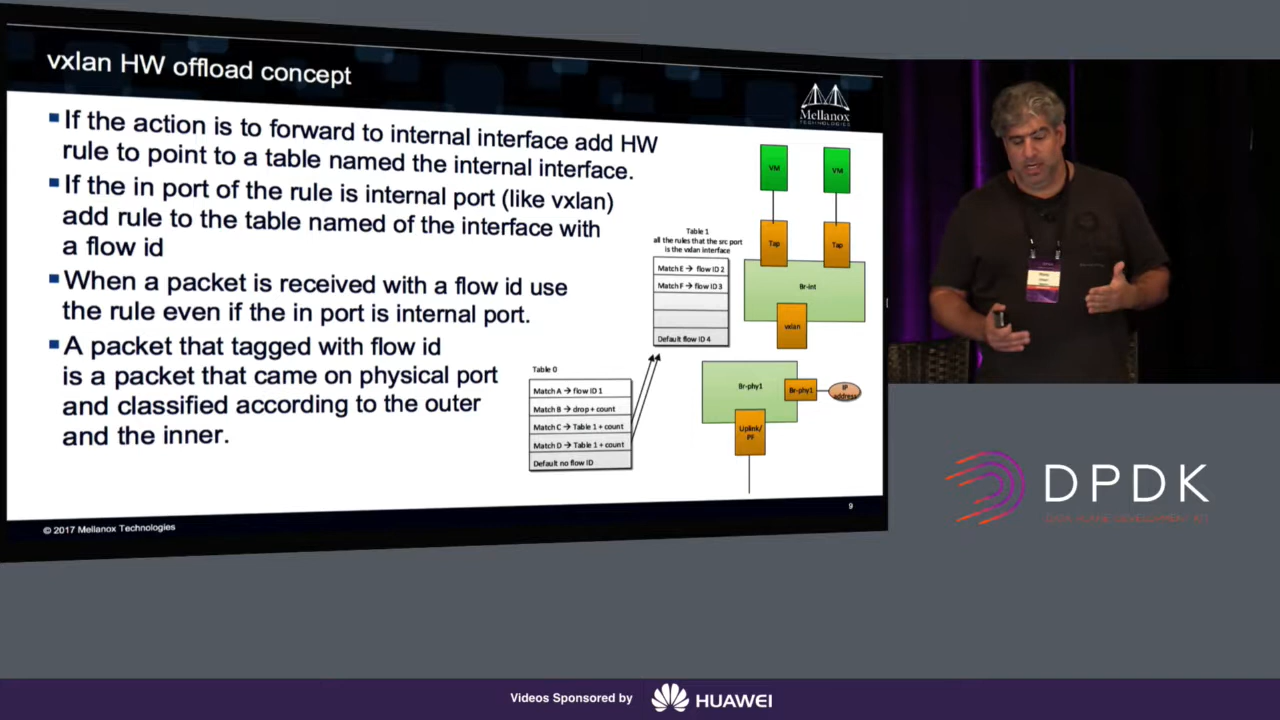 vxlan HW offload concept
Mellanox
TECHNOLOGIES
If the action is to forward to internal interface add HW
rule to point to a table named the internal interface.
If the in port of the rule is internal port (like vxlan)
add rule to the table named of the interface with
a flow id
When a packet is received with a flow id use
the rule even if the in port is internal port.
A packet that tagged with flow id
is a packet that came on physical port
and classified according to the outer
and the inner.
VM
VM
Tap
Tap
Br-int
vxlan
Table 1
all the rules that the src port
is the vxlan interface
Match E → flow ID 2
Match F → flow ID 3
Default flow ID 4
Table 0
Match A → flow ID 1
Match B → drop + count
Match C → Table 1 + count
Match D → Table 1 + count
Default no flow ID
Br-phy1
Br-phy1
IP
address
Uplink/
PF
9
© 2017 Mellanox Technologies
DPDK
DATA PLANE DEVELOPMENT KIT
Videos Sponsored by
HUAWEI